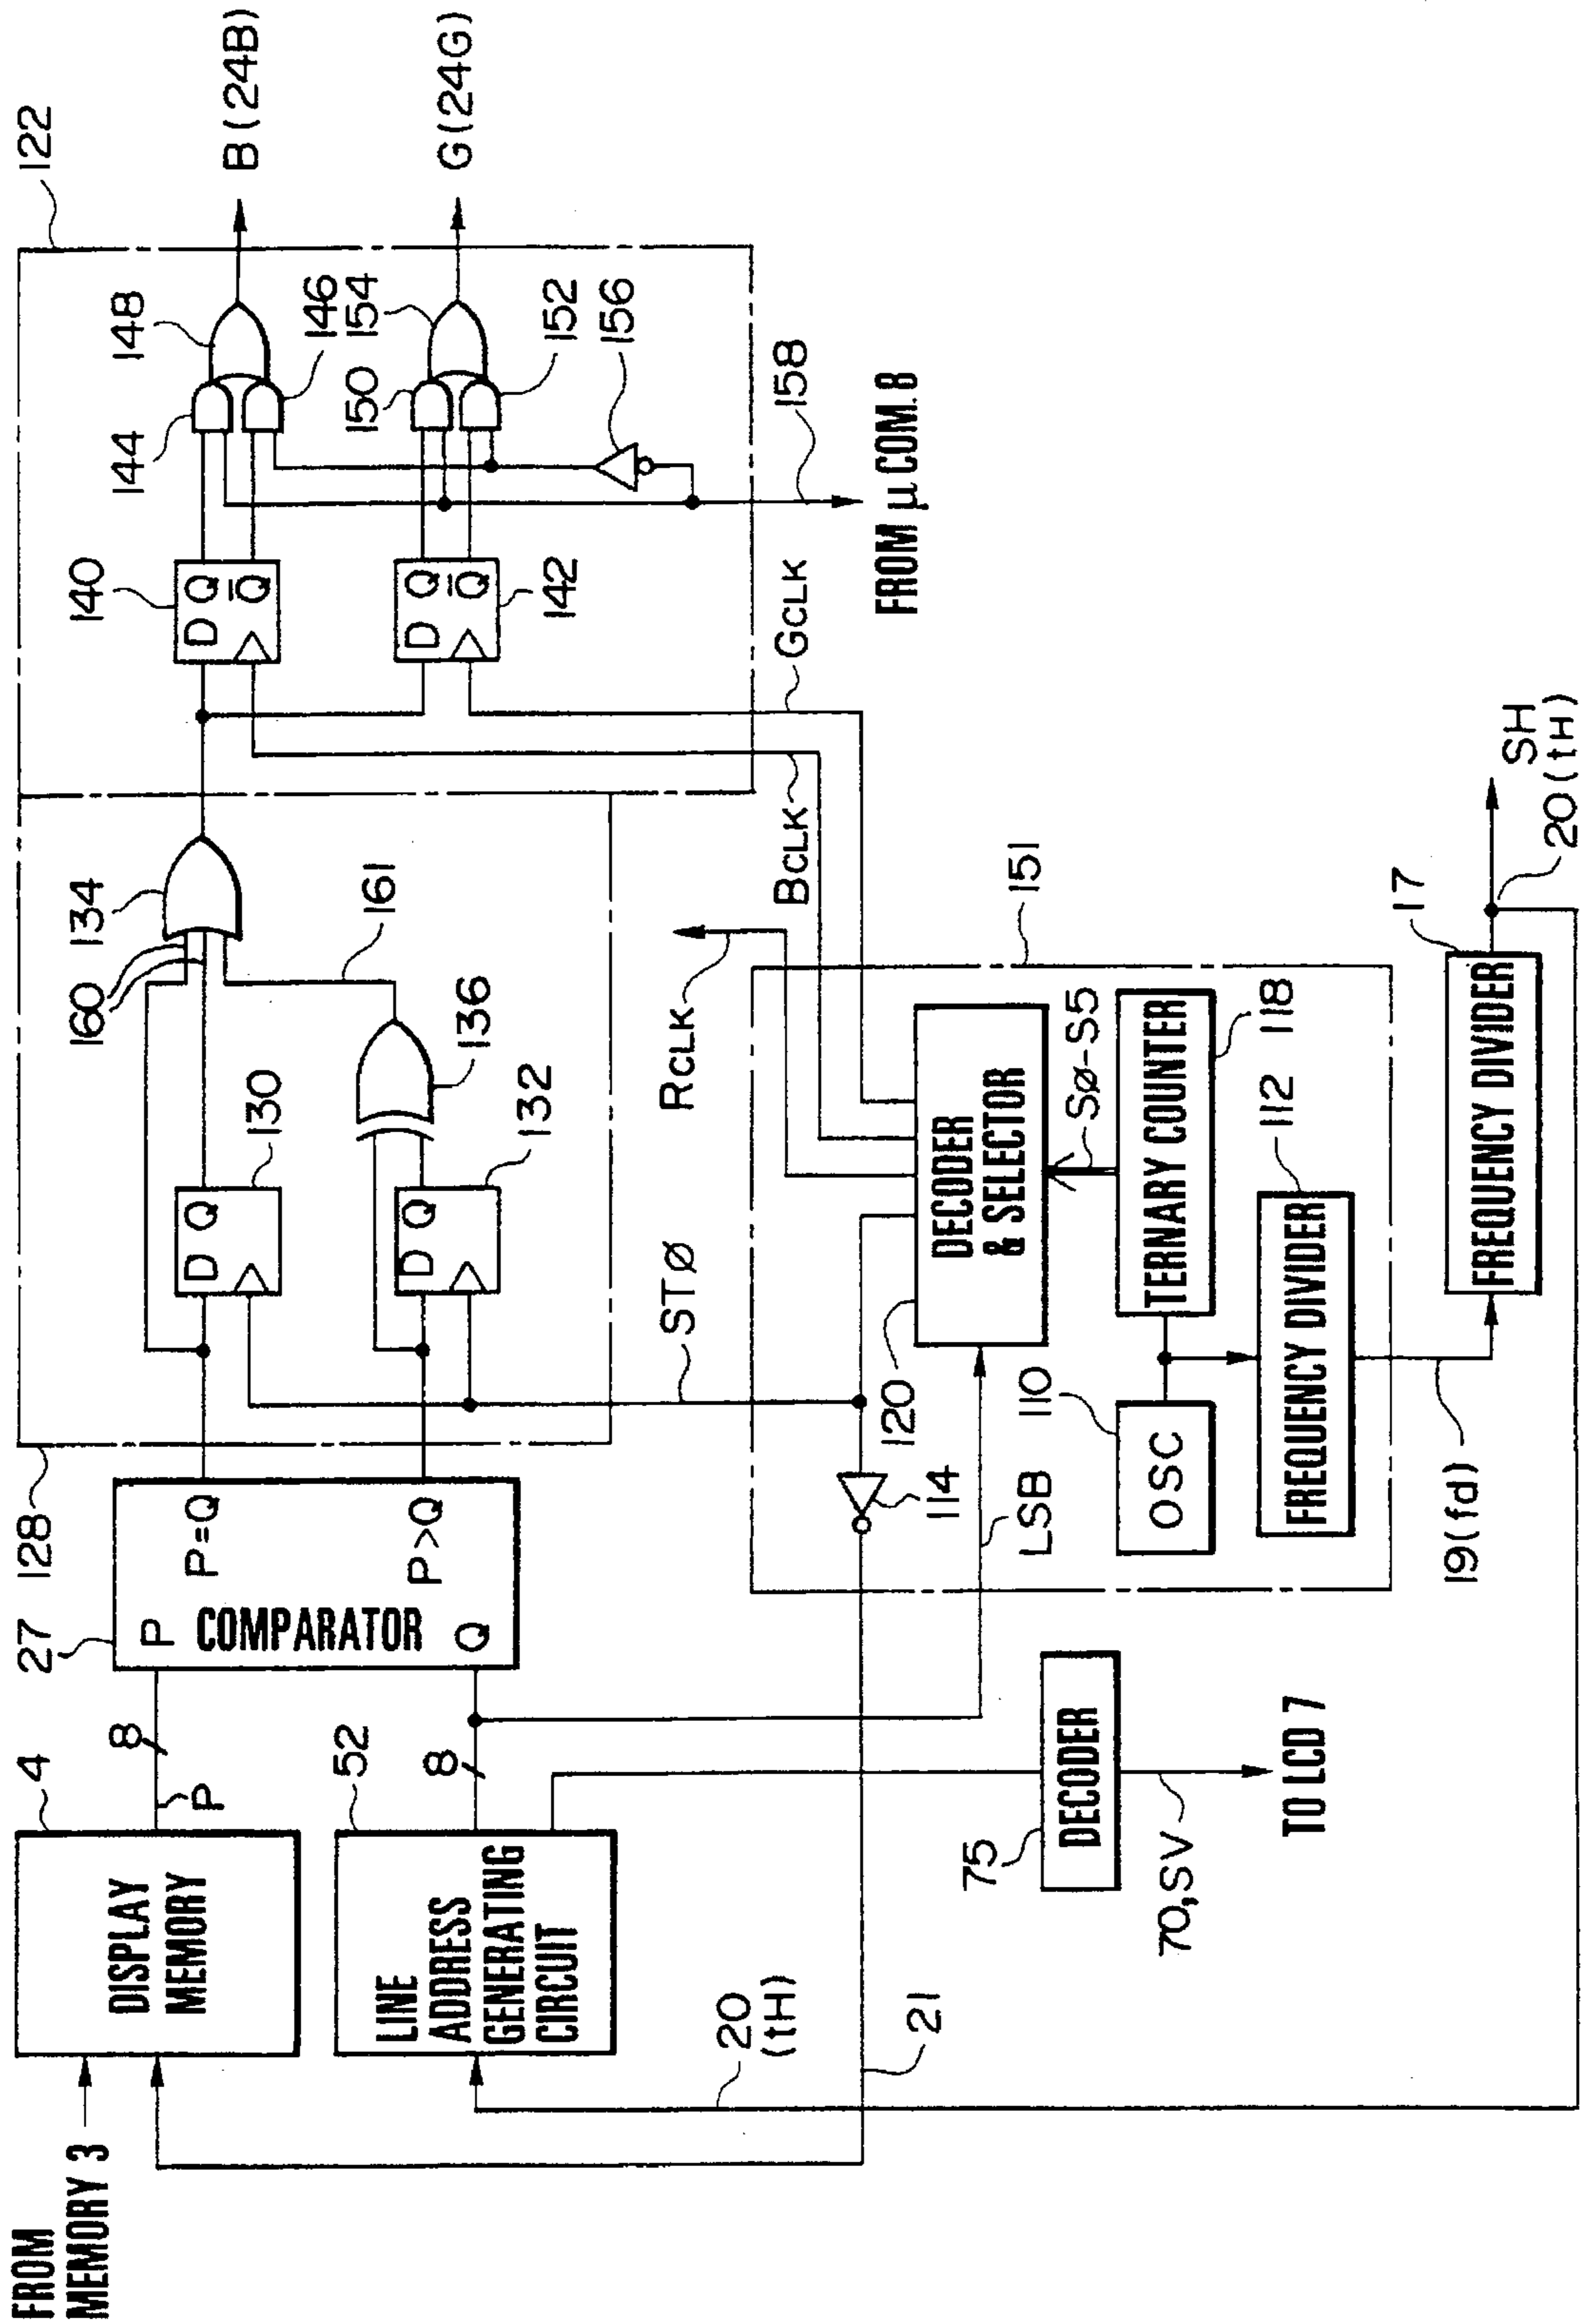 FROM
MEMORY 3
4
DISPLAY
MEMORY
8
P
27
P
P=Q
COMPARATOR
P>Q
Q
52
LINE
ADDRESS
GENERATING
CIRCUIT
8
128
D Q
130
D Q
132
136
160
134
161
STØ
122
140
D Q
Q̅
D Q
Q̅
142
144
148
146
150
154
152
156
158
FROM μ COM. 8
B (24B)
G (24G)
GCLK
BCLK
RCLK
151
DECODER
& SELECTOR
120
SØ-S5
TERNARY COUNTER
118
110
OSC
112
FREQUENCY DIVIDER
114
LSB
19(fd)
17
FREQUENCY DIVIDER
SH
20(tH)
75
DECODER
70,SV
TO LCD 7
20
(tH)
21